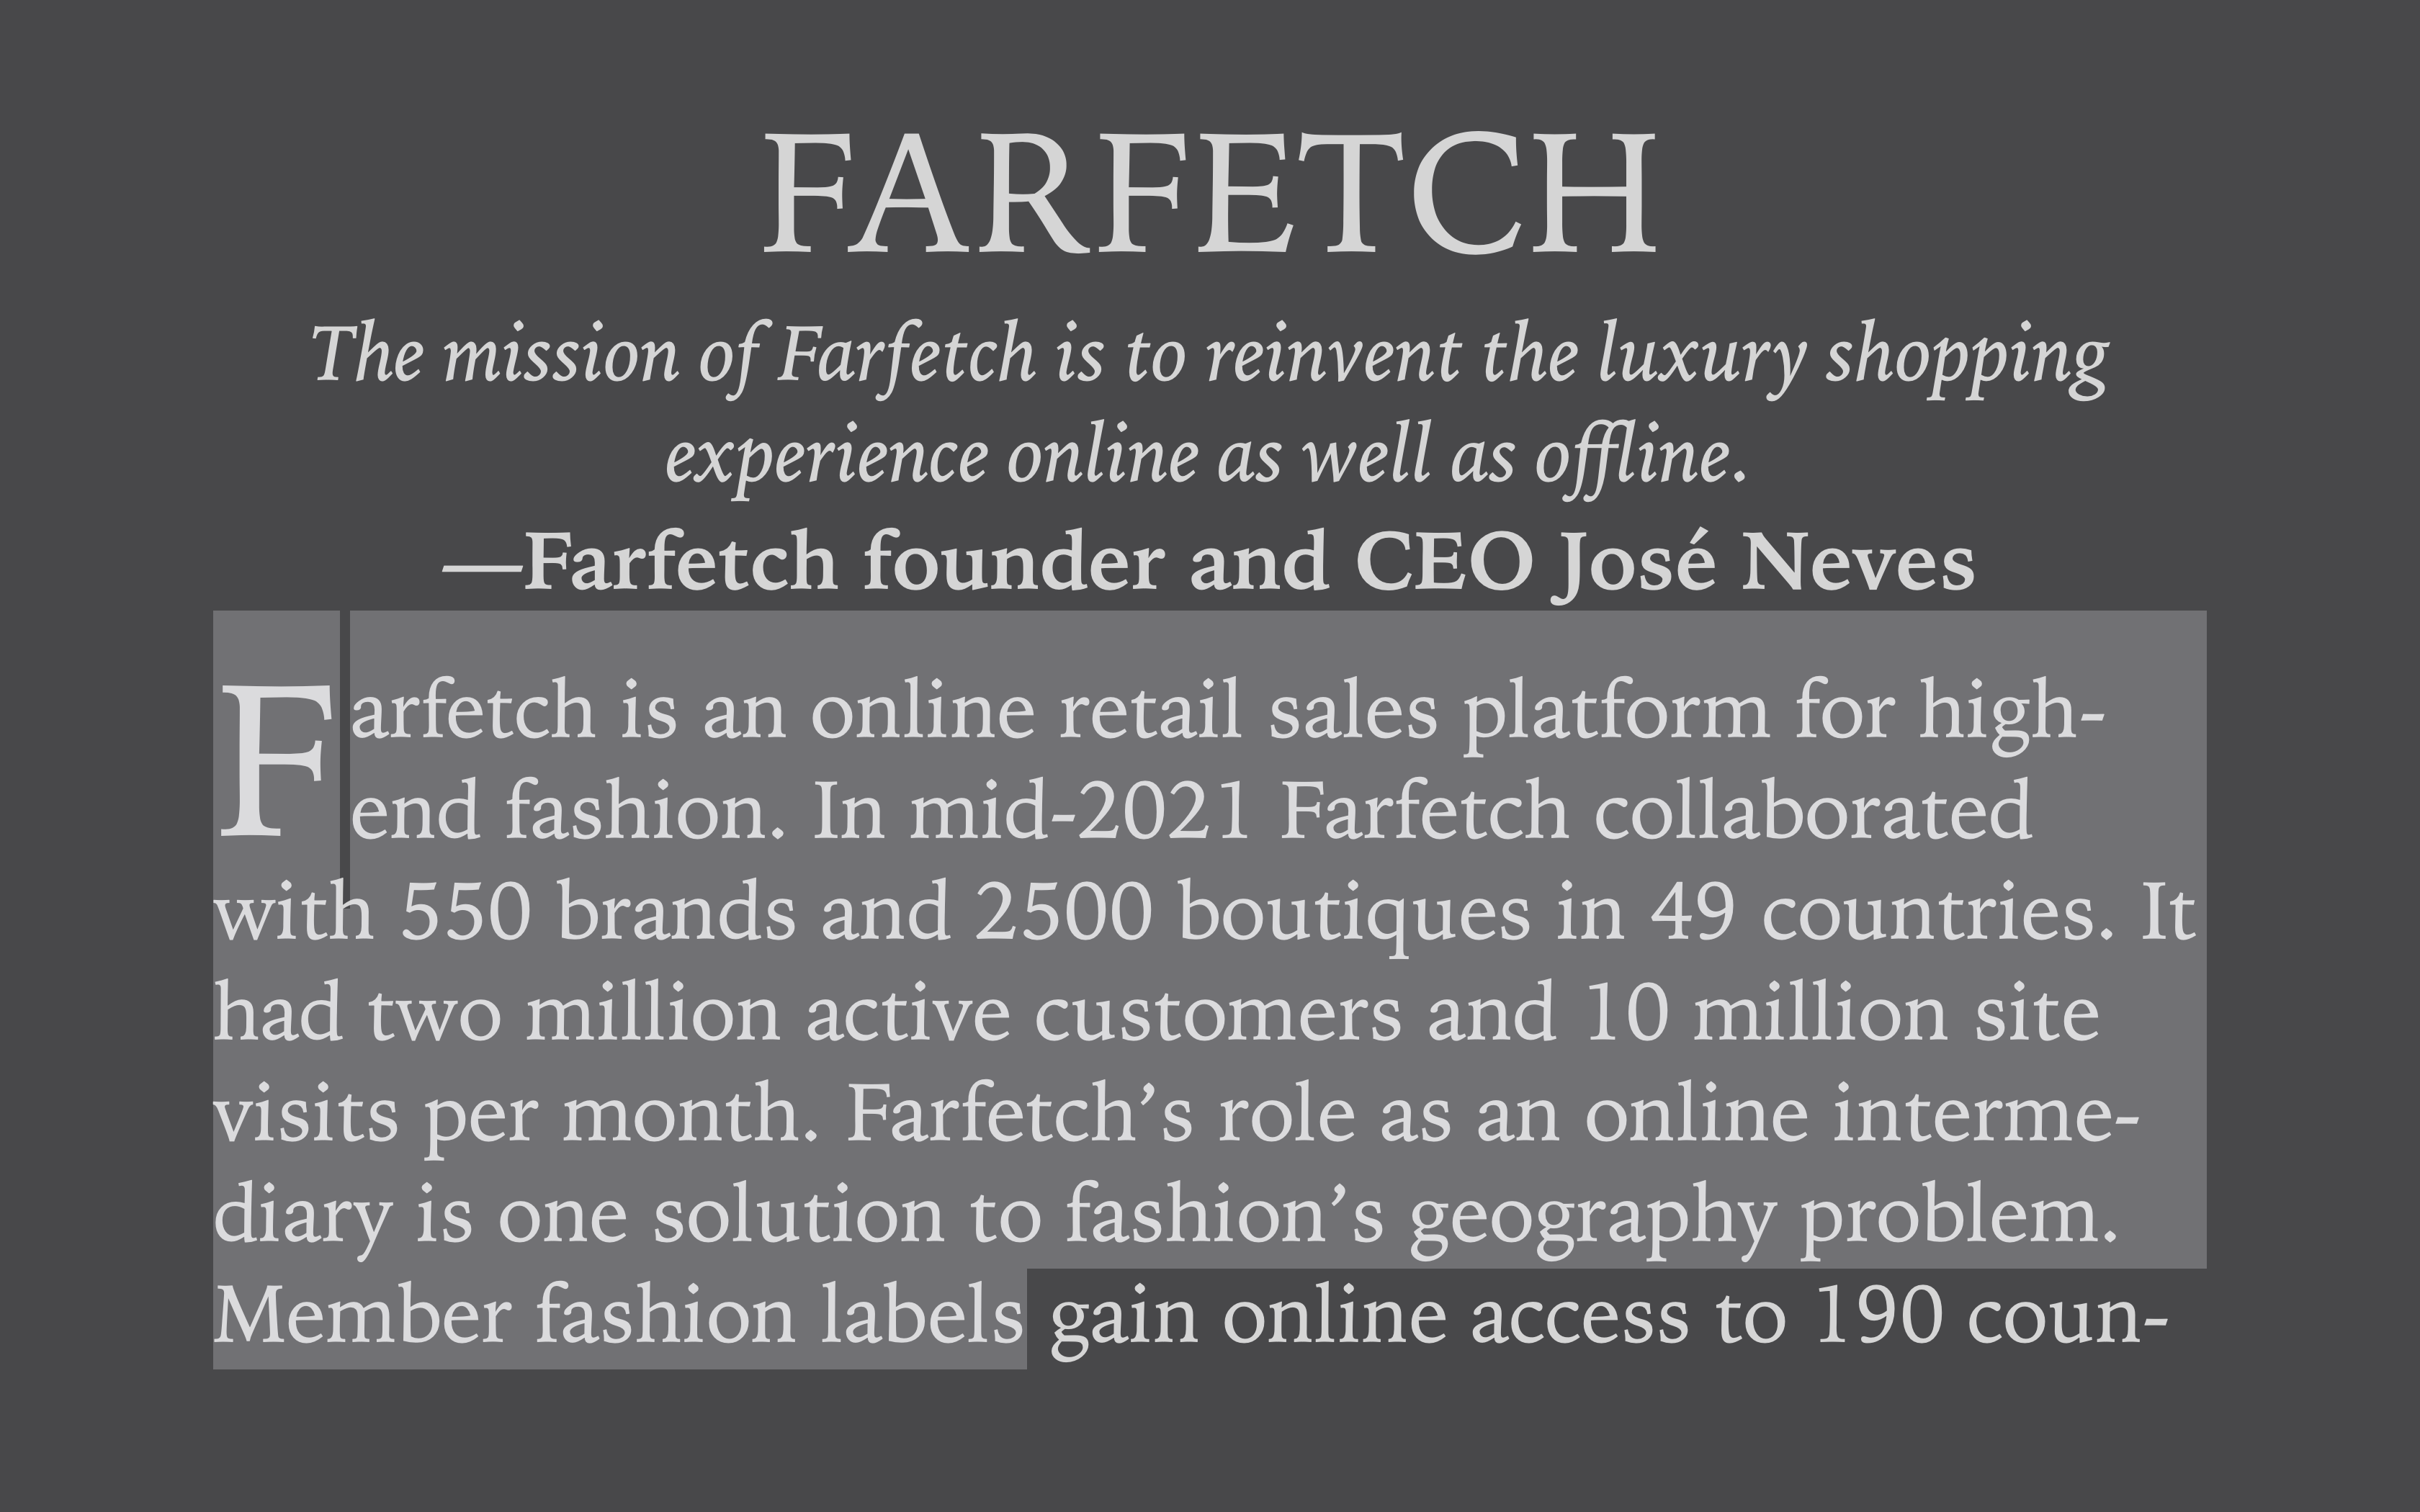 FARFETCH
The mission of Farfetch is to reinvent the luxury shopping
experience online as well as offline.
—Farfetch founder and CEO José Neves
Farfetch is an online retail sales platform for high-
end fashion. In mid-2021 Farfetch collaborated
with 550 brands and 2500 boutiques in 49 countries. It
had two million active customers and 10 million site
visits per month. Farfetch’s role as an online interme-
diary is one solution to fashion’s geography problem.
Member fashion labels gain online access to 190 coun-